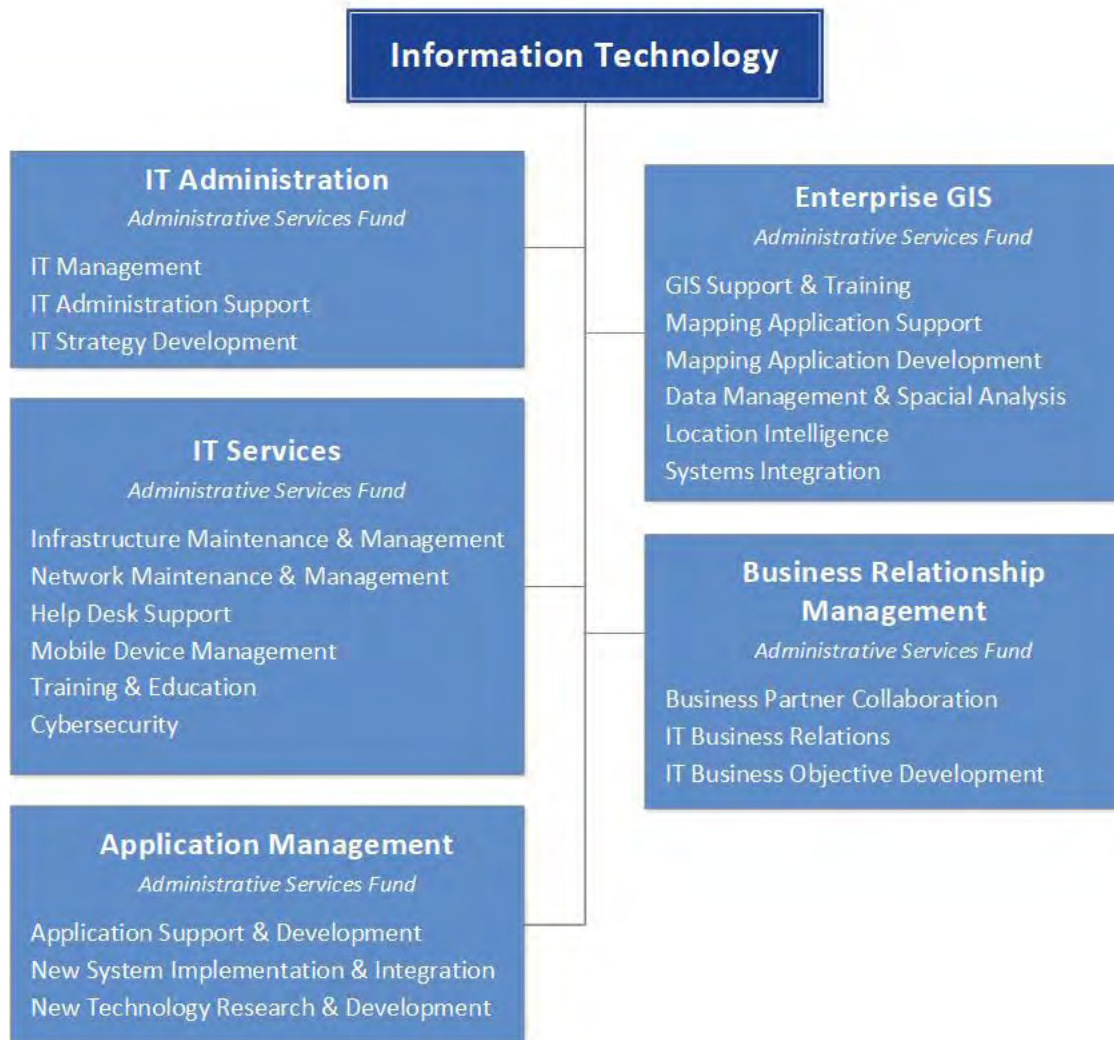 Information Technology
IT Administration
Administrative Services Fund
IT Management
IT Administration Support
IT Strategy Development
IT Services
Administrative Services Fund
Infrastructure Maintenance & Management
Network Maintenance & Management
Help Desk Support
Mobile Device Management
Training & Education
Cybersecurity
Application Management
Administrative Services Fund
Application Support & Development
New System Implementation & Integration
New Technology Research & Development
Enterprise GIS
Administrative Services Fund
GIS Support & Training
Mapping Application Support
Mapping Application Development
Data Management & Spacial Analysis
Location Intelligence
Systems Integration
Business Relationship
Management
Administrative Services Fund
Business Partner Collaboration
IT Business Relations
IT Business Objective Development